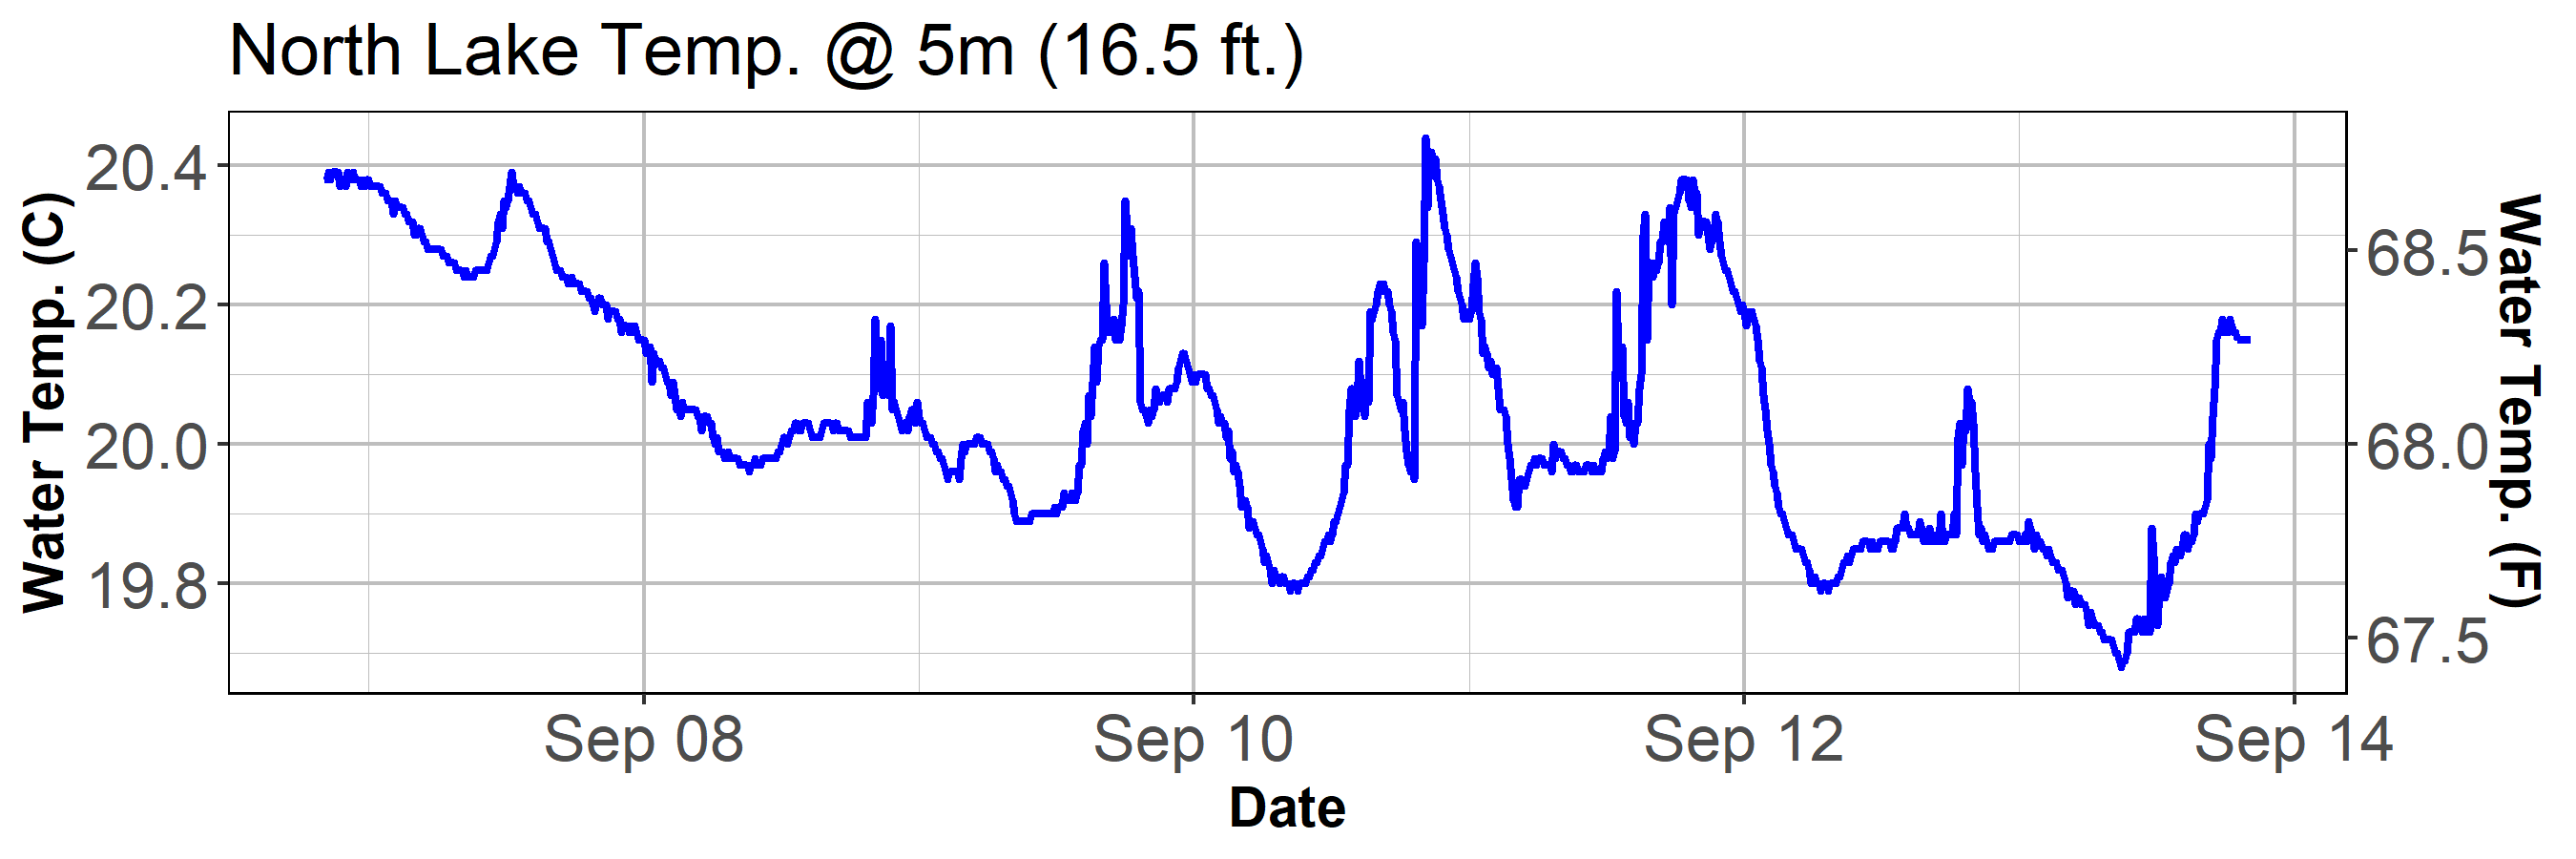 North Lake Temp. @ 5m (16.5 ft.)
Water Temp. (C)
20.4
20.2
20.0
19.8
68.5
68.0
67.5
Water Temp. (F)
Sep 08 Sep 10 Sep 12 Sep 14
Date